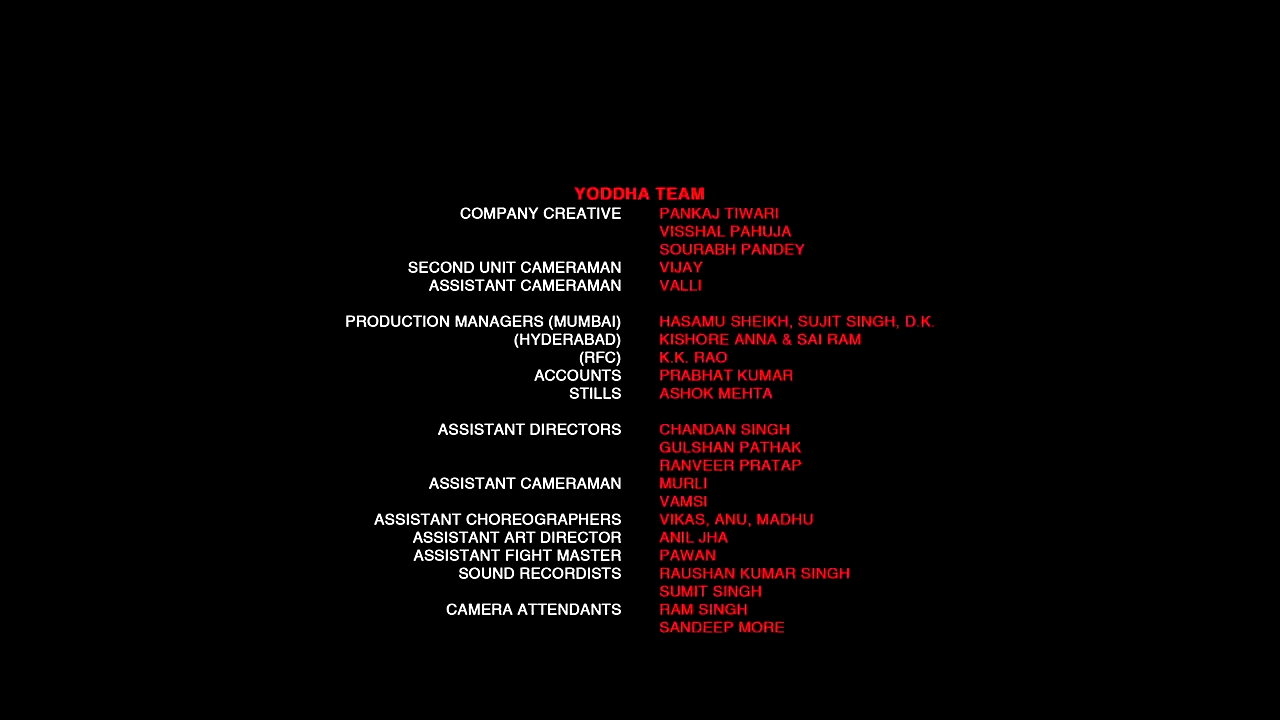 YODDHA TEAM
COMPANY CREATIVE PANKAJ TIWARI
VISSHAL PAHUJA
SOURABH PANDEY
SECOND UNIT CAMERAMAN VIJAY
ASSISTANT CAMERAMAN VALLI
PRODUCTION MANAGERS (MUMBAI) HASAMU SHEIKH, SUJIT SINGH, D.K.
(HYDERABAD) KISHORE ANNA & SAI RAM
(RFC) K.K. RAO
ACCOUNTS PRABHAT KUMAR
STILLS ASHOK MEHTA
ASSISTANT DIRECTORS CHANDAN SINGH
GULSHAN PATHAK
RANVEER PRATAP
ASSISTANT CAMERAMAN MURLI
VAMSI
ASSISTANT CHOREOGRAPHERS VIKAS, ANU, MADHU
ASSISTANT ART DIRECTOR ANIL JHA
ASSISTANT FIGHT MASTER PAWAN
SOUND RECORDISTS RAUSHAN KUMAR SINGH
SUMIT SINGH
CAMERA ATTENDANTS RAM SINGH
SANDEEP MORE